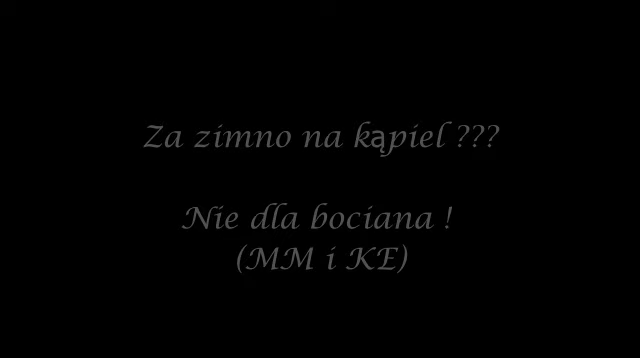 Za zimno na kąpiel ???
Nie dla bociana !
(MM i KE)